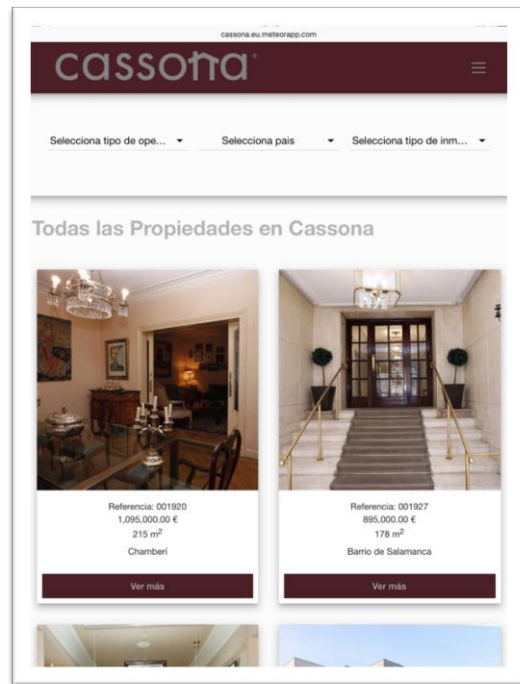 cassona.eu.meteorapp.com
cassona®
Selecciona tipo de ope...
Selecciona pais
Selecciona tipo de inm...
Todas las Propiedades en Cassona
Referencia: 001920
1,095,000.00 €
215 m²
Chamberí
Ver más
Referencia: 001927
895,000.00 €
178 m²
Barrio de Salamanca
Ver más